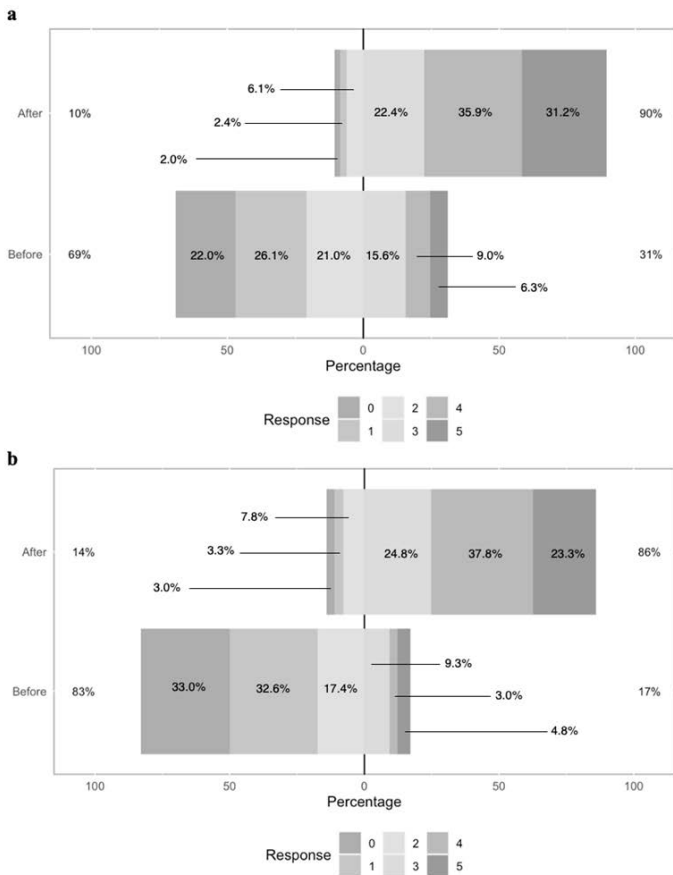 a
6.1%
After 10% 22.4% 35.9% 31.2% 90%
2.4%
2.0%
Before 69% 22.0% 26.1% 21.0% 15.6% 9.0% 31%
6.3%
100 50 0 50 100
Percentage
Response 0 2 4
1 3 5
b
7.8%
After 14% 3.3% 24.8% 37.8% 23.3% 86%
3.0%
9.3%
Before 83% 33.0% 32.6% 17.4% 3.0% 17%
4.8%
100 50 0 50 100
Percentage
Response 0 2 4
1 3 5